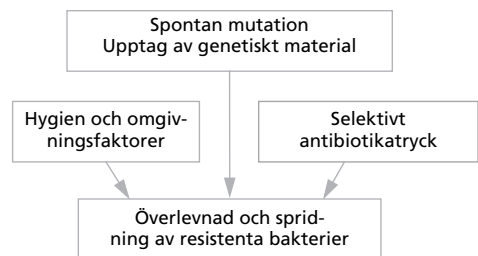 Spontan mutation
Upptag av genetiskt material
Hygien och omgiv-
ningsfaktorer
Selektivt
antibiotikatryck
Överlevnad och sprid-
ning av resistenta bakterier